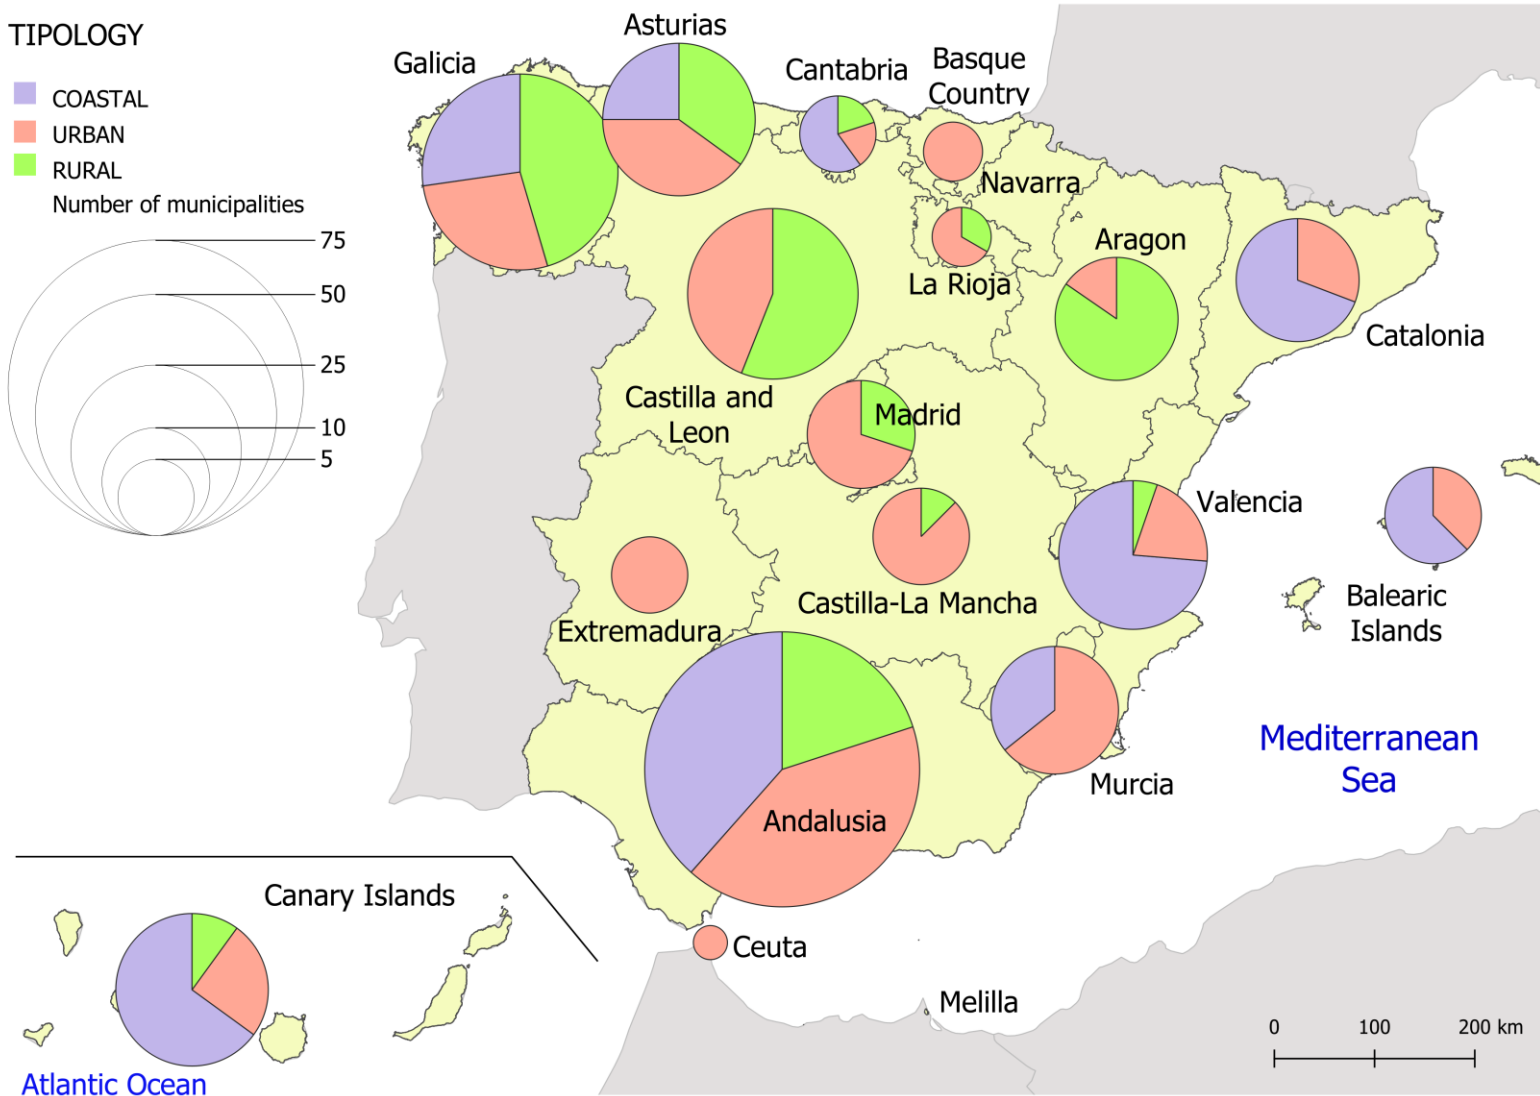 TIPOLOGY
COASTAL
URBAN
RURAL
Number of municipalities
75
50
25
10
5
Galicia
Asturias
Cantabria
Basque
Country
Navarra
La Rioja
Aragon
Catalonia
Castilla and
Leon
Madrid
Valencia
Castilla-La Mancha
Extremadura
Balearic
Islands
Murcia
Andalusia
Mediterranean
Sea
Canary Islands
Ceuta
Melilla
Atlantic Ocean
0 100 200 km